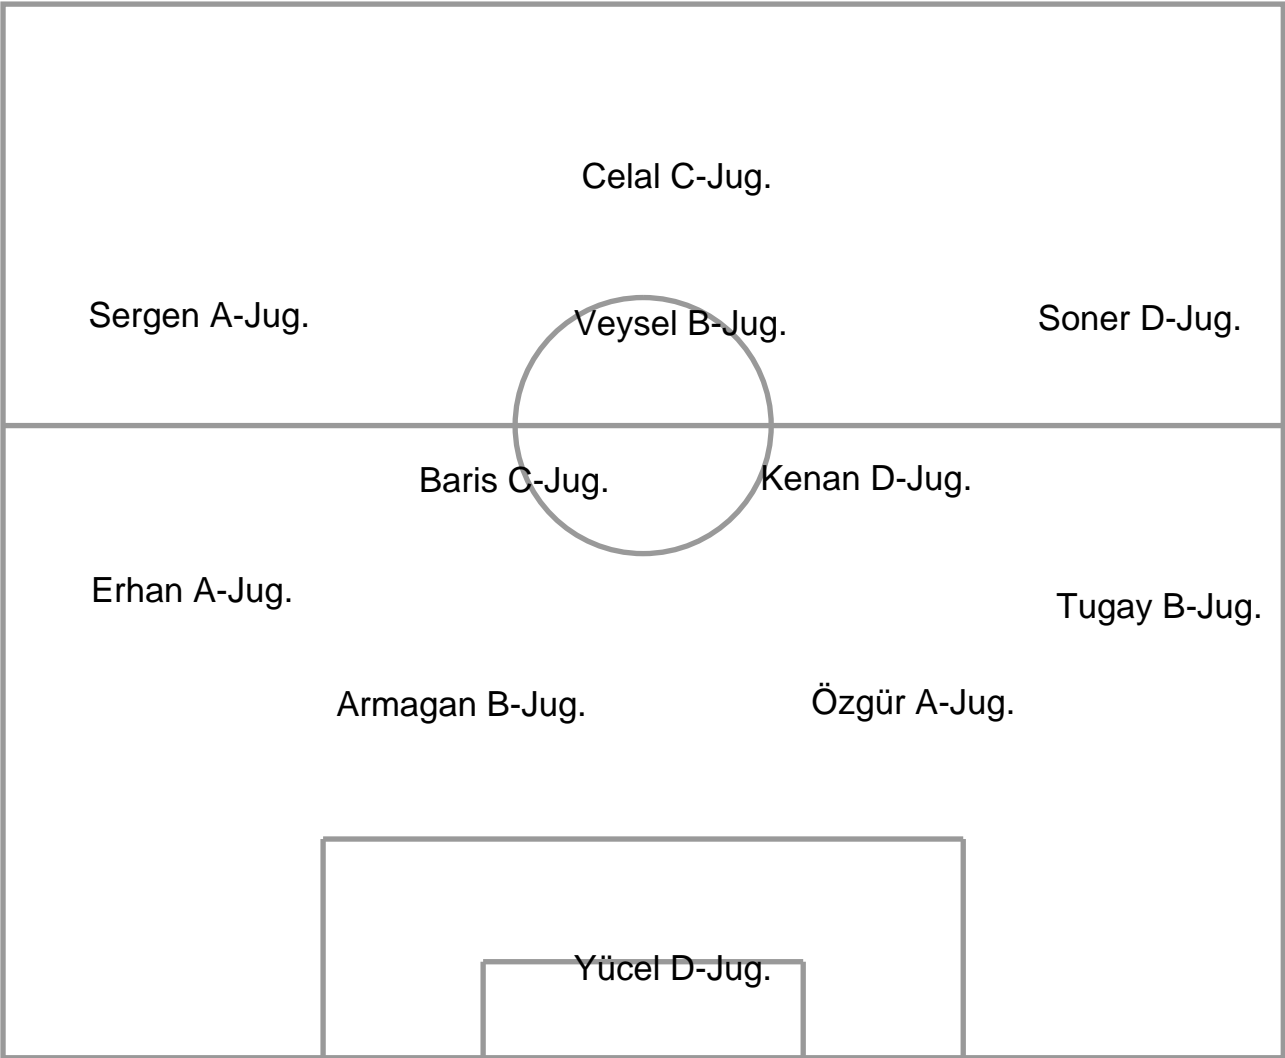 Celal C-Jug.
Sergen A-Jug.
Veysel B-Jug.
Soner D-Jug.
Baris C-Jug.
Kenan D-Jug.
Erhan A-Jug.
Tugay B-Jug.
Armagan B-Jug.
Özgür A-Jug.
Yücel D-Jug.